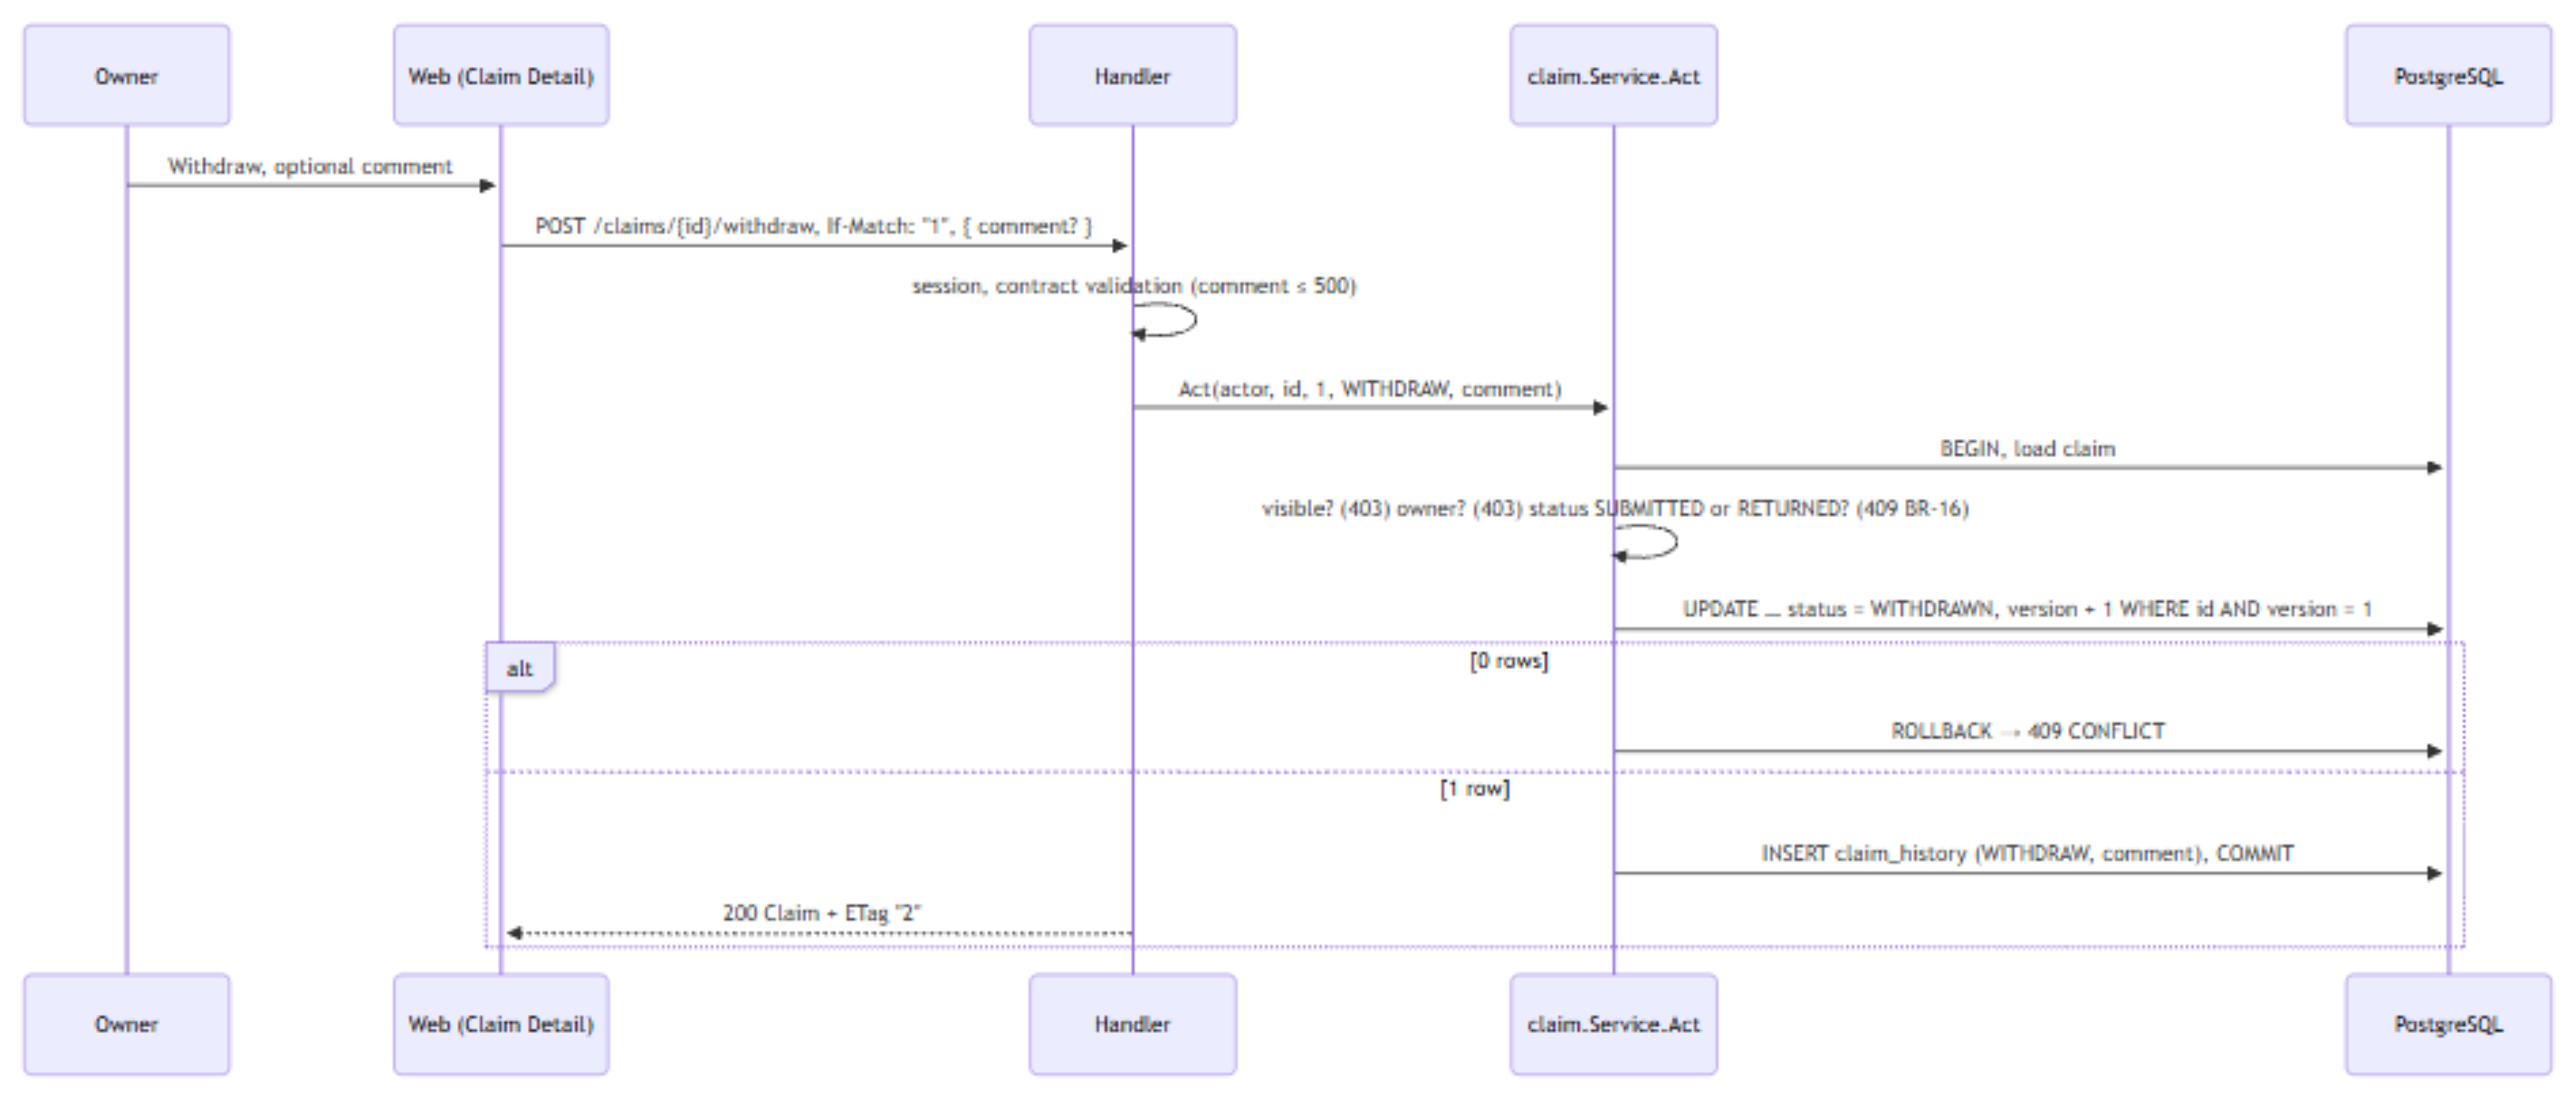 Owner
Web (Claim Detail)
Handler
claim.Service.Act
PostgreSQL
Withdraw, optional comment
POST /claims/{id}/withdraw, If-Match: "1", { comment? }
session, contract validation (comment ≤ 500)
Act(actor, id, 1, WITHDRAW, comment)
BEGIN, load claim
visible? (403) owner? (403) status SUBMITTED or RETURNED? (409 BR-16)
UPDATE … status = WITHDRAWN, version + 1 WHERE id AND version = 1
alt
[0 rows]
ROLLBACK → 409 CONFLICT
[1 row]
INSERT claim_history (WITHDRAW, comment), COMMIT
200 Claim + ETag "2"
Owner
Web (Claim Detail)
Handler
claim.Service.Act
PostgreSQL